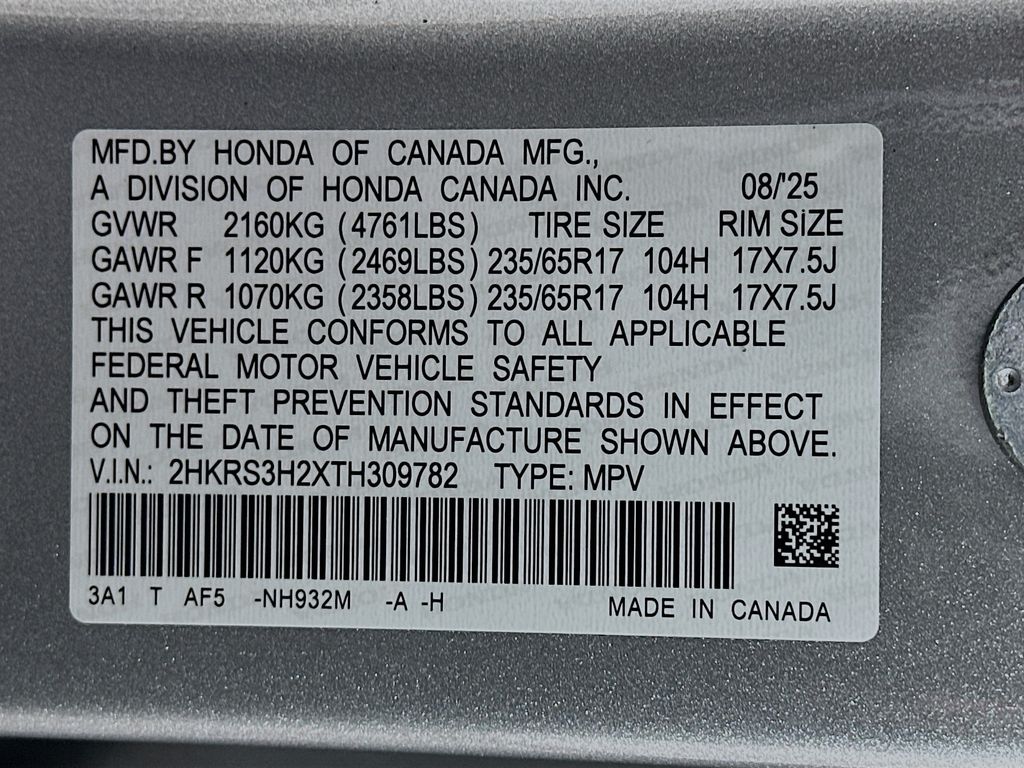 MFD.BY HONDA OF CANADA MFG.,
A DIVISION OF HONDA CANADA INC. 08/'25
GVWR 2160KG (4761LBS) TIRE SIZE RIM SIZE
GAWR F 1120KG (2469LBS) 235/65R17 104H 17X7.5J
GAWR R 1070KG (2358LBS) 235/65R17 104H 17X7.5J
THIS VEHICLE CONFORMS TO ALL APPLICABLE
FEDERAL MOTOR VEHICLE SAFETY
AND THEFT PREVENTION STANDARDS IN EFFECT
ON THE DATE OF MANUFACTURE SHOWN ABOVE.
V.I.N.: 2HKRS3H2XTH309782 TYPE: MPV
3A1 T AF5 -NH932M -A -H MADE IN CANADA